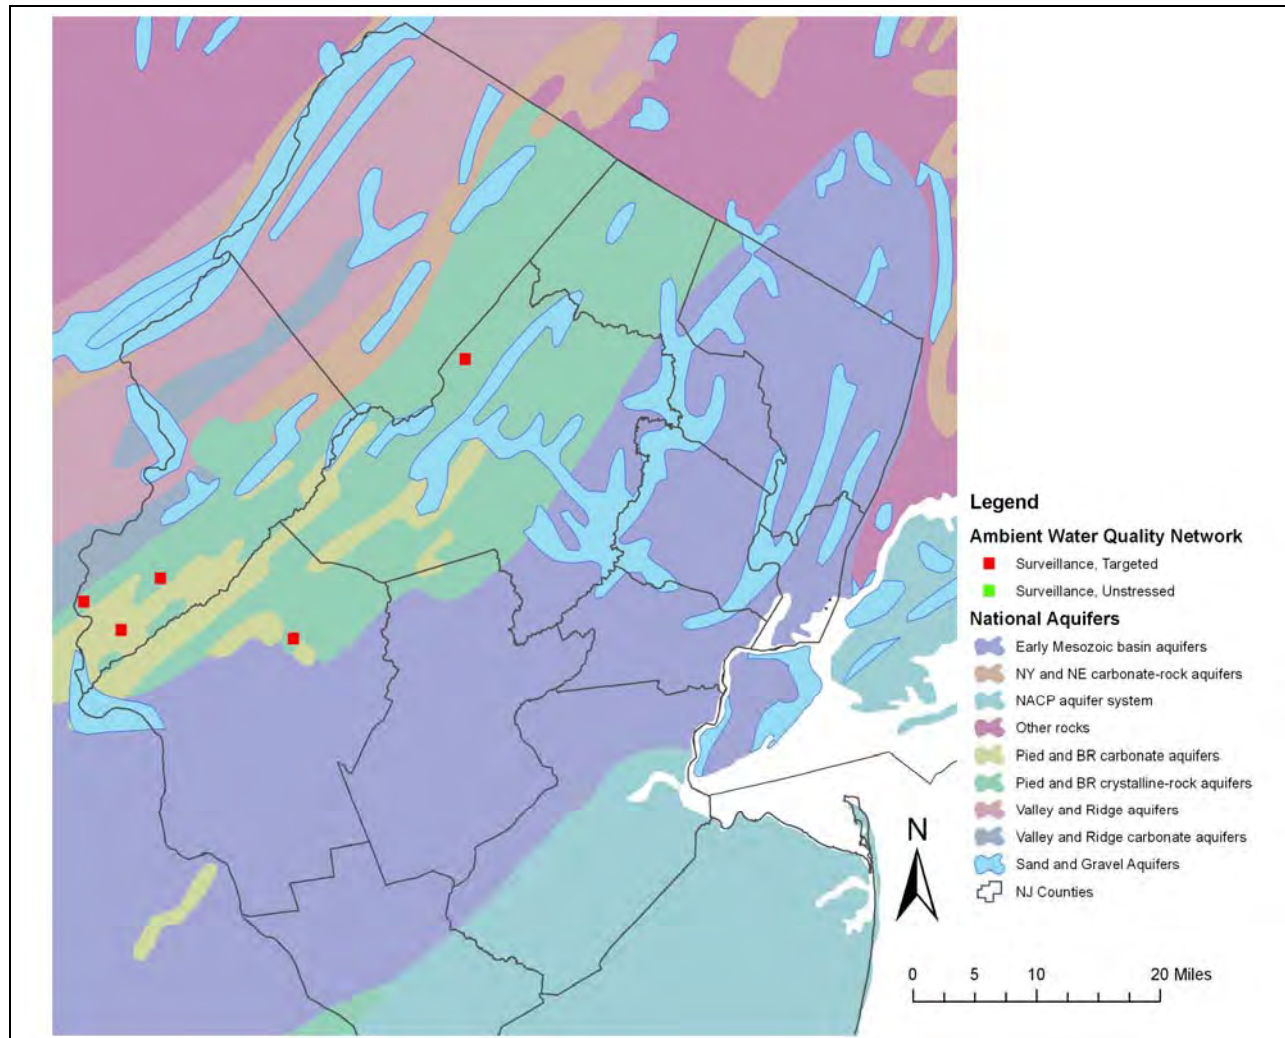 Legend
Ambient Water Quality Network
Surveillance, Targeted
Surveillance, Unstressed
National Aquifers
Early Mesozoic basin aquifers
NY and NE carbonate-rock aquifers
NACP aquifer system
Other rocks
Pied and BR carbonate aquifers
Pied and BR crystalline-rock aquifers
Valley and Ridge aquifers
Valley and Ridge carbonate aquifers
Sand and Gravel Aquifers
NJ Counties
N
0 5 10 20 Miles